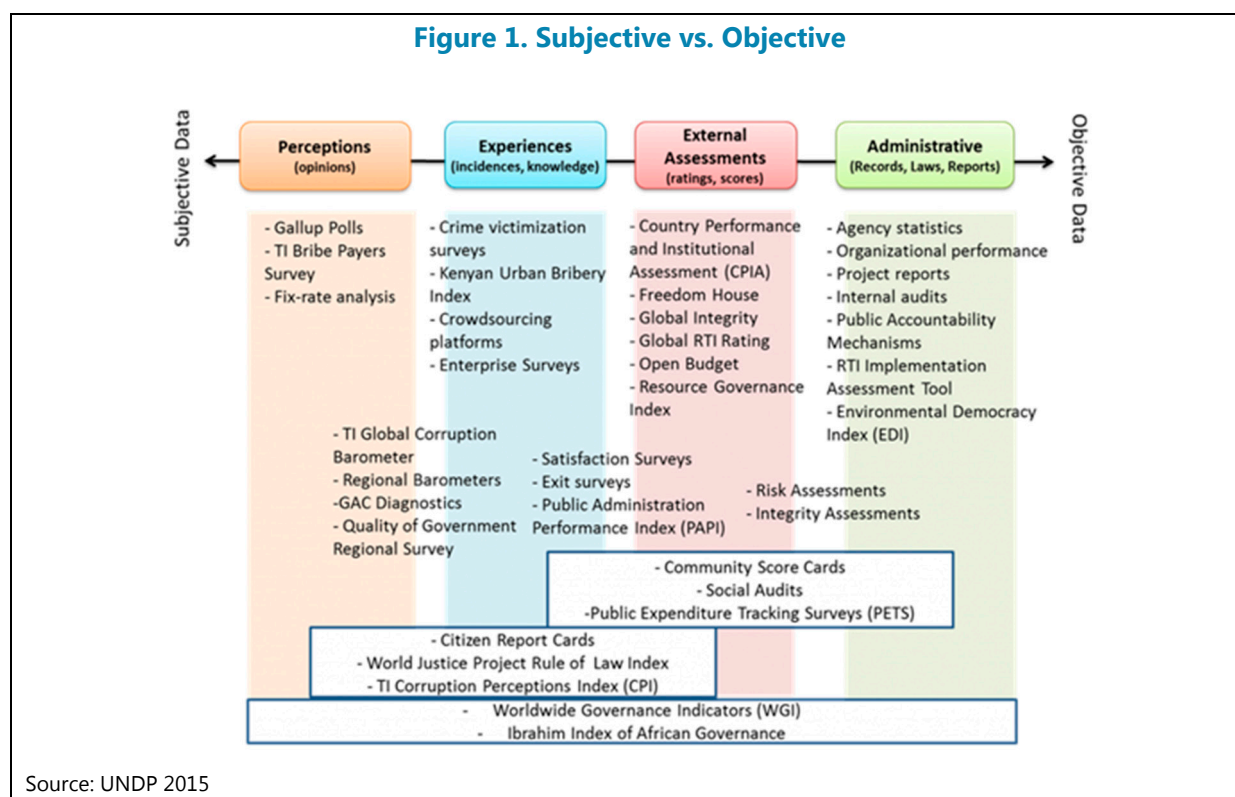 Figure 1. Subjective vs. Objective
Subjective Data
Perceptions
(opinions)
Experiences
(incidences, knowledge)
External
Assessments
(ratings, scores)
Administrative
(Records, Laws, Reports)
Objective Data
- Gallup Polls
- TI Bribe Payers
Survey
- Fix-rate analysis
- Crime victimization
surveys
- Kenyan Urban Bribery
Index
- Crowdsourcing
platforms
- Enterprise Surveys
- Country Performance
and Institutional
Assessment (CPIA)
- Freedom House
- Global Integrity
- Global RTI Rating
- Open Budget
- Resource Governance
Index
- Agency statistics
- Organizational performance
- Project reports
- Internal audits
- Public Accountability
Mechanisms
- RTI Implementation
Assessment Tool
- Environmental Democracy
Index (EDI)
- TI Global Corruption
Barometer
- Regional Barometers
-GAC Diagnostics
- Quality of Government
Regional Survey
- Satisfaction Surveys
- Exit surveys
- Public Administration
Performance Index (PAPI)
- Risk Assessments
- Integrity Assessments
- Community Score Cards
- Social Audits
-Public Expenditure Tracking Surveys (PETS)
- Citizen Report Cards
- World Justice Project Rule of Law Index
- TI Corruption Perceptions Index (CPI)
- Worldwide Governance Indicators (WGI)
- Ibrahim Index of African Governance
Source: UNDP 2015